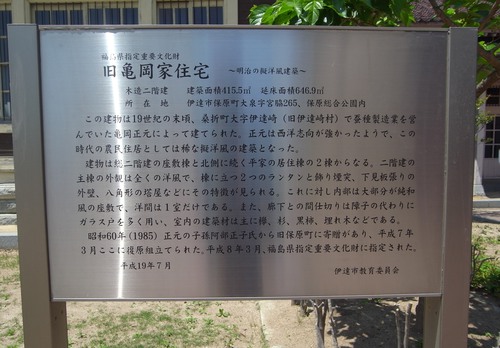 福島県指定重要文化財
旧亀岡家住宅 ～明治の擬洋風建築～
木造二階建 建築面積415.5㎡ 延床面積646.9㎡
所在地 伊達市保原町大泉字宮脇265、保原総合公園内
この建物は19世紀の末頃、桑折町大字伊達崎(旧伊達崎村)で蚕種製造業を営
んでいた亀岡正元によって建てられた。正元は西洋志向が強かったようで、この
時代の農民住居としては稀な擬洋風の建築となった。
建物は総二階建の座敷棟と北側に続く平家の居住棟の2棟からなる。二階建の
主棟の外観は全くの洋風で、棟に立つ2つのランタンと飾り煙突、下見板張りの
外壁、八角形の塔屋などにその特徴が見られる。これに対し内部は大部分が純和
風の座敷で、洋間は1室だけである。また、廊下との間仕切りは障子の代わりに
ガラス戸を多く用い、室内の建築材は主に欅、杉、黒柿、埋れ木などである。
昭和60年(1985)正元の子孫阿部正子氏から旧保原町に寄贈があり、平成7年
3月ここに復原組立てられた。平成8年3月、福島県指定重要文化財に指定された。
平成19年7月 伊達市教育委員会